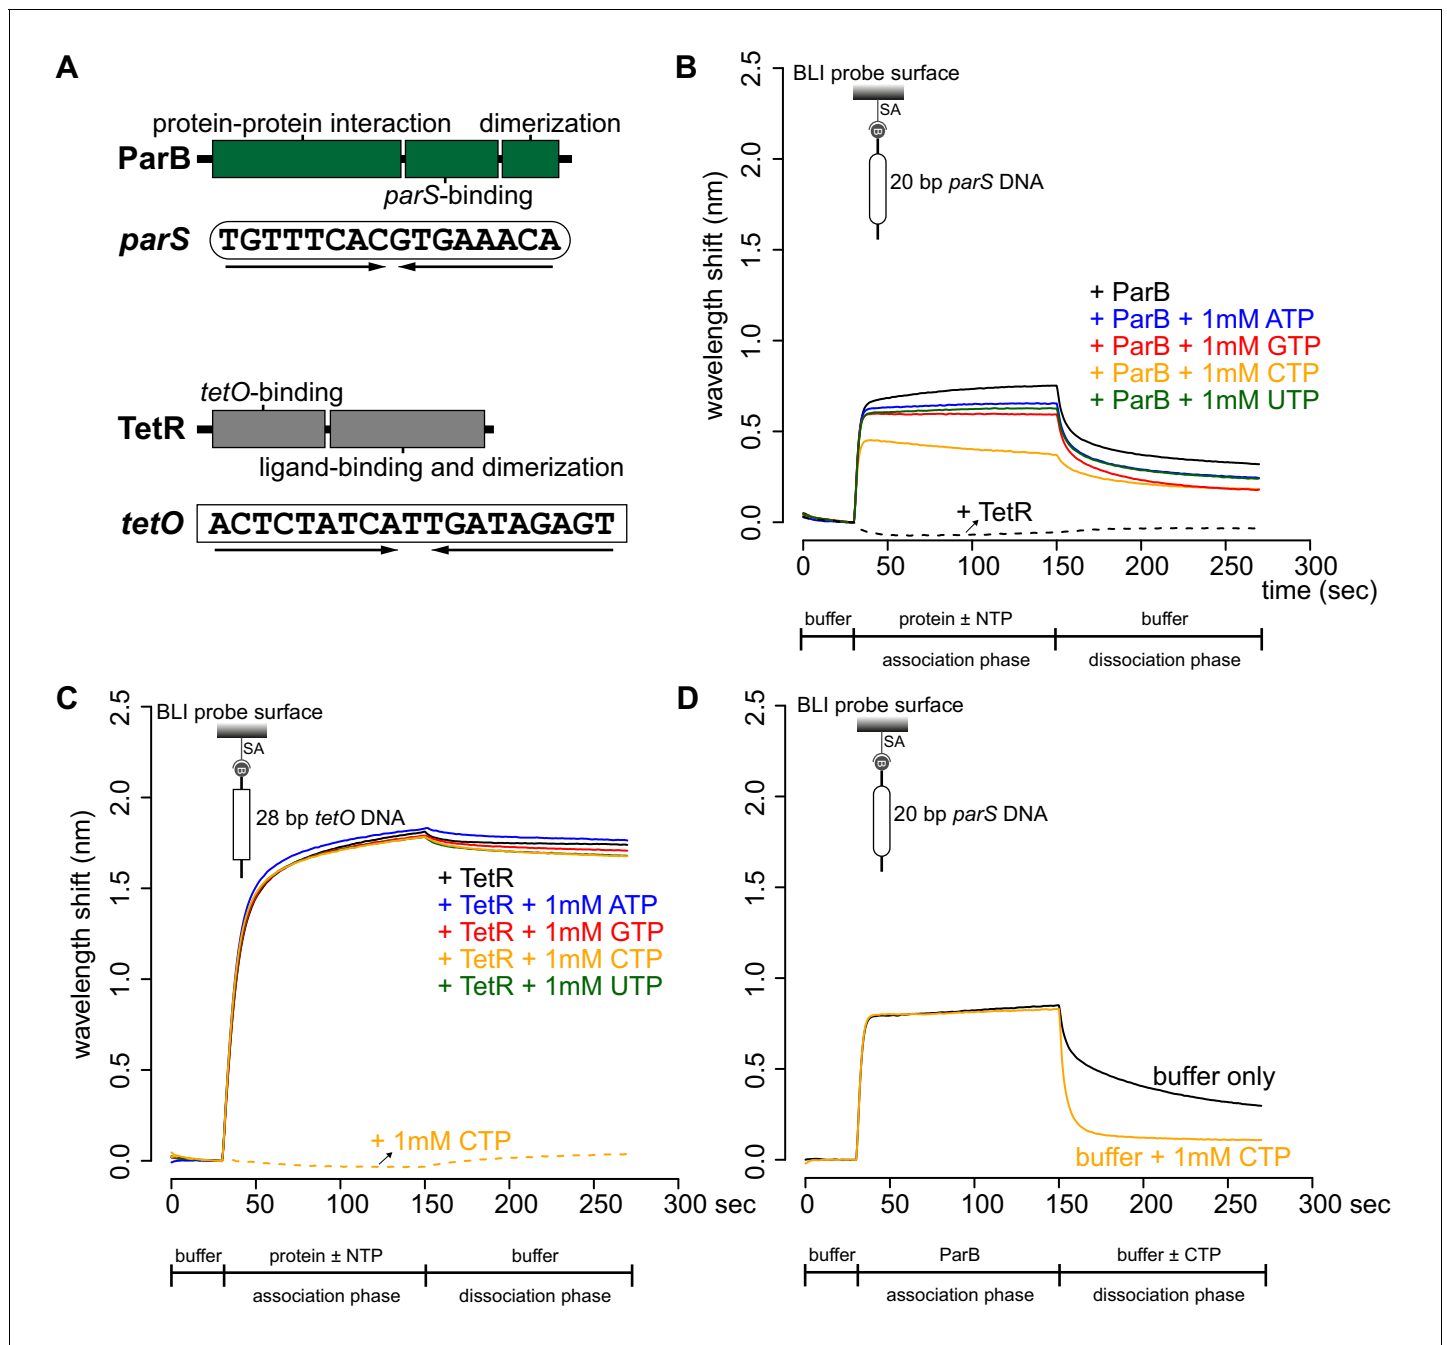 A
protein-protein interaction
dimerization
ParB
parS-binding
parS
TGTTTCACGTGAAACA
tetO-binding
TetR
ligand-binding and dimerization
tetO
ACTCTATCATTGATAGAGT
B
BLI probe surface
SA
B
20 bp parS DNA
wavelength shift (nm)
2.5
2.0
1.5
1.0
0.5
0.0
+ ParB
+ ParB + 1mM ATP
+ ParB + 1mM GTP
+ ParB + 1mM CTP
+ ParB + 1mM UTP
+ TetR
0 50 100 150 200 250 300
time (sec)
buffer protein ± NTP buffer
association phase dissociation phase
C
BLI probe surface
SA
B
28 bp tetO DNA
wavelength shift (nm)
2.5
2.0
1.5
1.0
0.5
0.0
+ TetR
+ TetR + 1mM ATP
+ TetR + 1mM GTP
+ TetR + 1mM CTP
+ TetR + 1mM UTP
+ 1mM CTP
0 50 100 150 200 250 300 sec
buffer protein ± NTP buffer
association phase dissociation phase
D
BLI probe surface
SA
B
20 bp parS DNA
2.5
2.0
1.5
1.0
0.5
0.0
buffer only
buffer + 1mM CTP
0 50 100 150 200 250 300 sec
buffer ParB buffer ± CTP
association phase dissociation phase